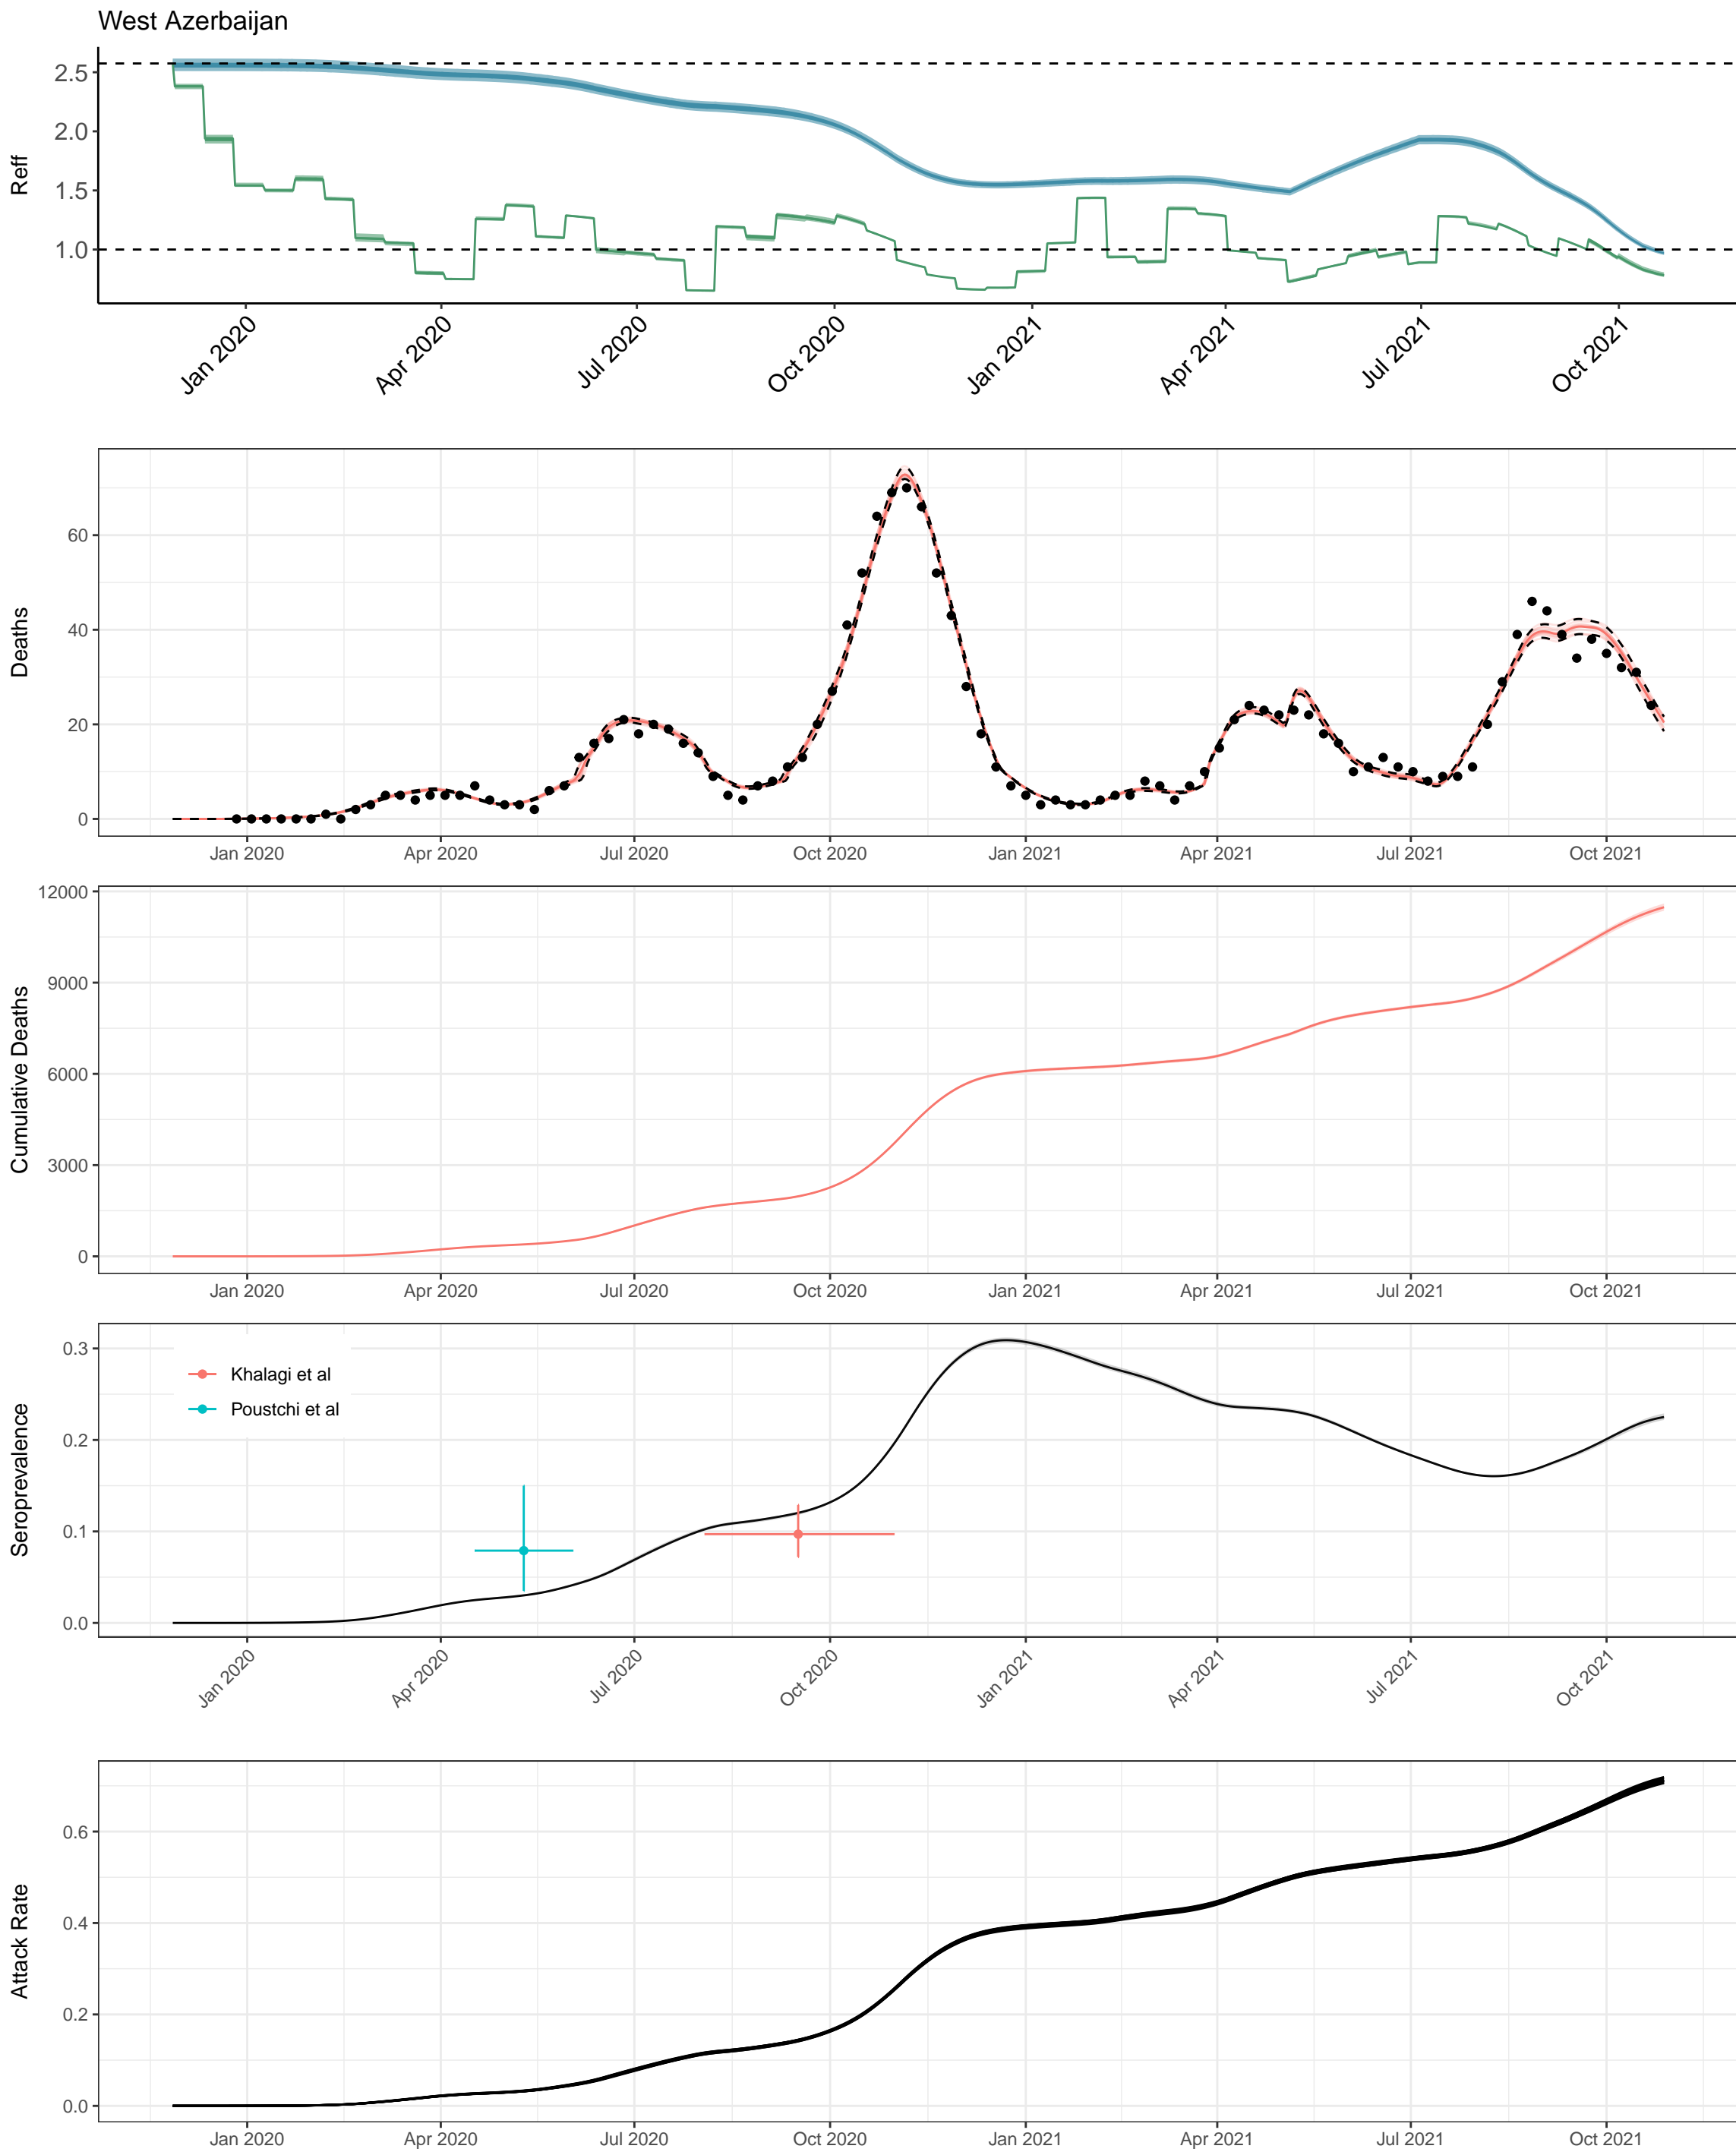 West Azerbaijan
Reff
2.5
2.0
1.5
1.0
Jan 2020
Apr 2020
Jul 2020
Oct 2020
Jan 2021
Apr 2021
Jul 2021
Oct 2021
Deaths
60
40
20
0
Jan 2020
Apr 2020
Jul 2020
Oct 2020
Jan 2021
Apr 2021
Jul 2021
Oct 2021
Cumulative Deaths
12000
9000
6000
3000
0
Jan 2020
Apr 2020
Jul 2020
Oct 2020
Jan 2021
Apr 2021
Jul 2021
Oct 2021
Seroprevalence
0.3
0.2
0.1
0.0
Khalagi et al
Poustchi et al
Jan 2020
Apr 2020
Jul 2020
Oct 2020
Jan 2021
Apr 2021
Jul 2021
Oct 2021
Attack Rate
0.6
0.4
0.2
0.0
Jan 2020
Apr 2020
Jul 2020
Oct 2020
Jan 2021
Apr 2021
Jul 2021
Oct 2021